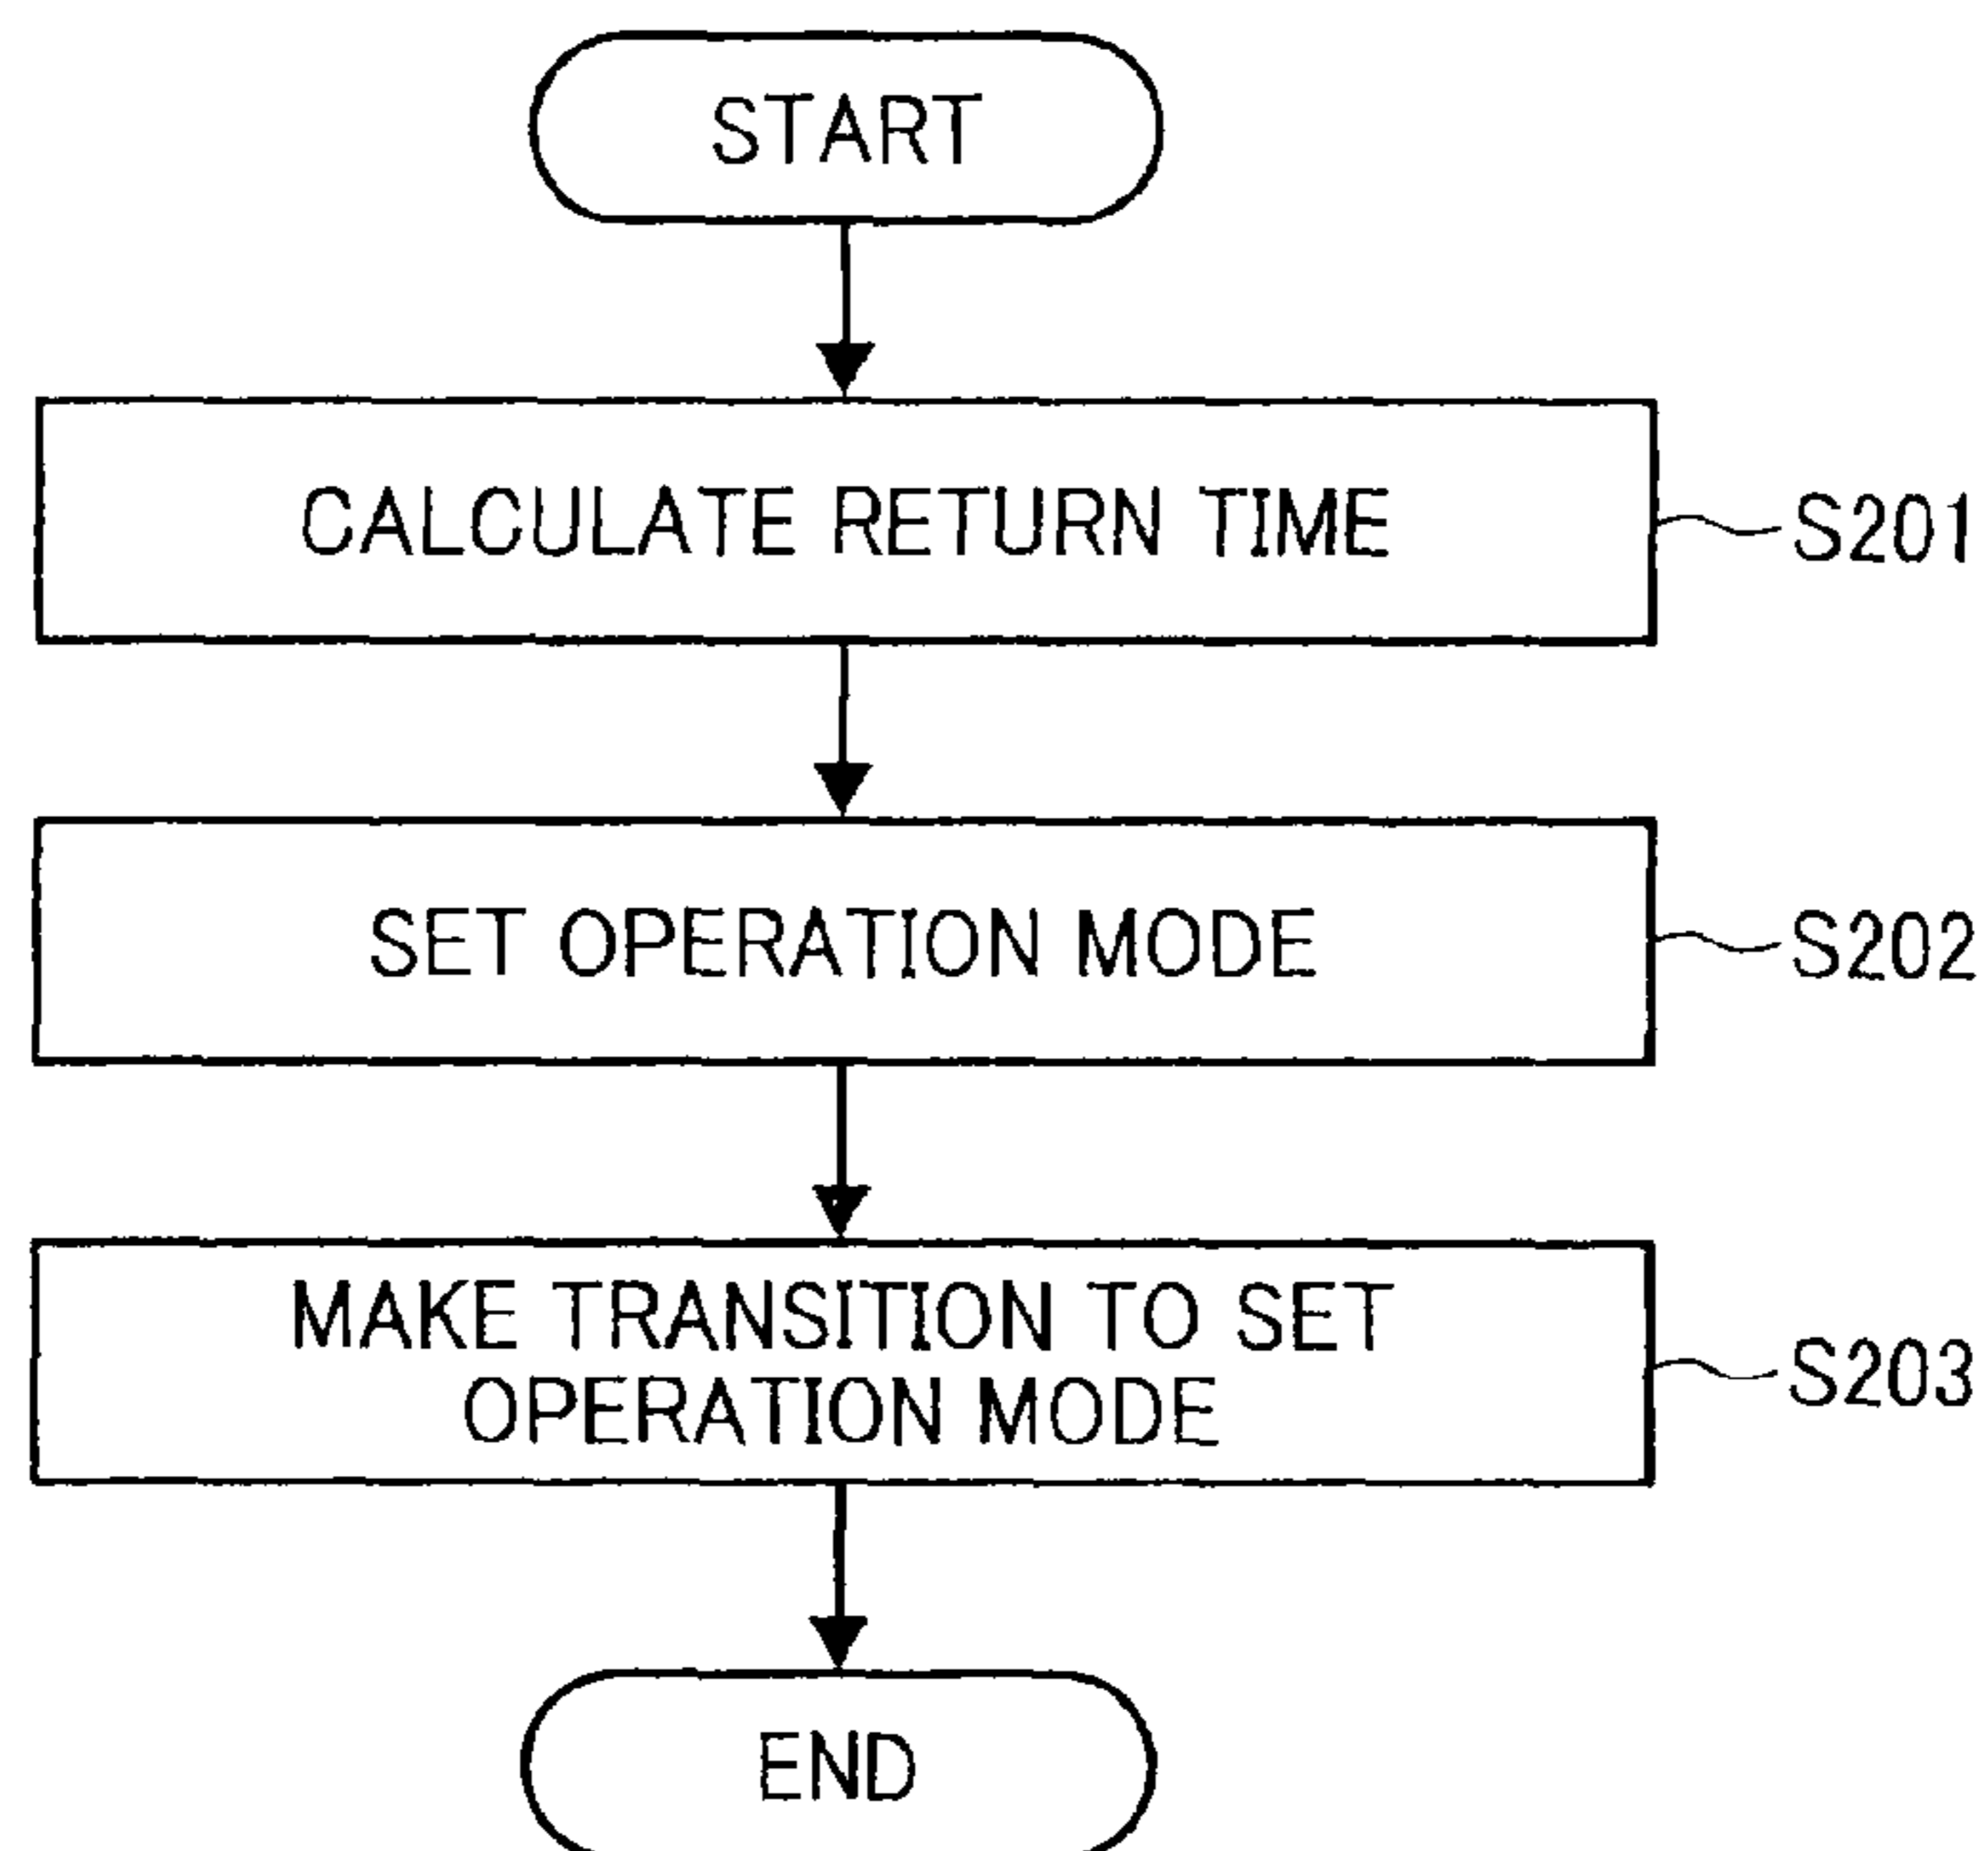 START
CALCULATE RETURN TIME
S201
SET OPERATION MODE
S202
MAKE TRANSITION TO SET
OPERATION MODE
S203
END